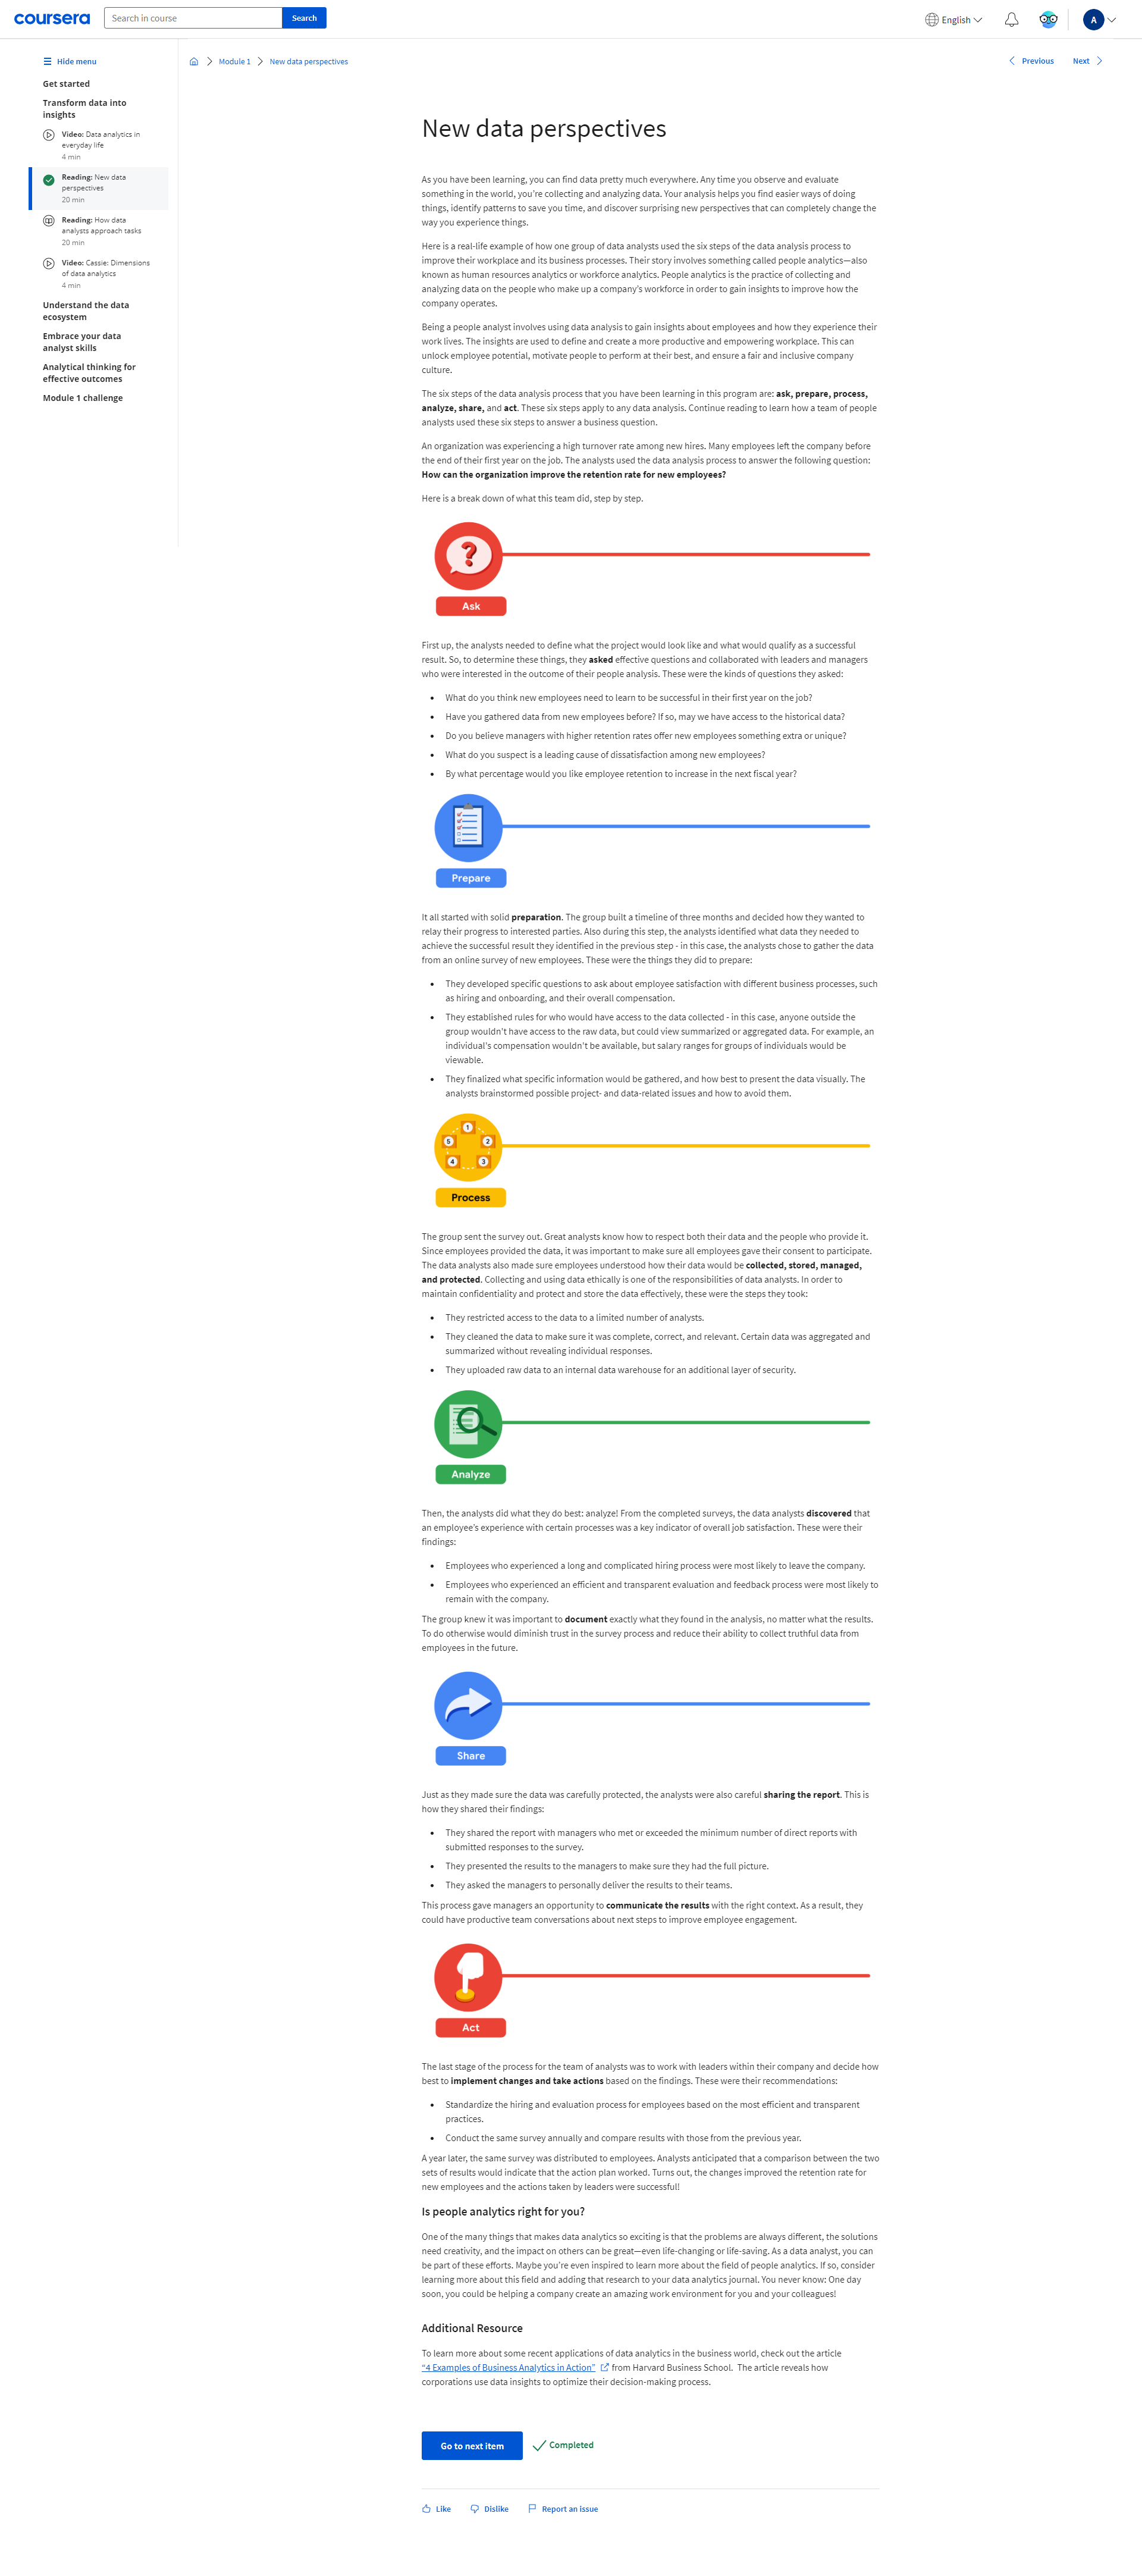 coursera
Search in course
Search
English
A
Hide menu
Get started
Transform data into
insights
Video: Data analytics in
everyday life
4 min
Reading: New data
perspectives
20 min
Reading: How data
analysts approach tasks
20 min
Video: Cassie: Dimensions
of data analytics
4 min
Understand the data
ecosystem
Embrace your data
analyst skills
Analytical thinking for
effective outcomes
Module 1 challenge
Module 1
New data perspectives
Previous
Next
New data perspectives
As you have been learning, you can find data pretty much everywhere. Any time you observe and evaluate
something in the world, you’re collecting and analyzing data. Your analysis helps you find easier ways of doing
things, identify patterns to save you time, and discover surprising new perspectives that can completely change the
way you experience things.
Here is a real-life example of how one group of data analysts used the six steps of the data analysis process to
improve their workplace and its business processes. Their story involves something called people analytics—also
known as human resources analytics or workforce analytics. People analytics is the practice of collecting and
analyzing data on the people who make up a company’s workforce in order to gain insights to improve how the
company operates.
Being a people analyst involves using data analysis to gain insights about employees and how they experience their
work lives. The insights are used to define and create a more productive and empowering workplace. This can
unlock employee potential, motivate people to perform at their best, and ensure a fair and inclusive company
culture.
The six steps of the data analysis process that you have been learning in this program are: ask, prepare, process,
analyze, share, and act. These six steps apply to any data analysis. Continue reading to learn how a team of people
analysts used these six steps to answer a business question.
An organization was experiencing a high turnover rate among new hires. Many employees left the company before
the end of their first year on the job. The analysts used the data analysis process to answer the following question:
How can the organization improve the retention rate for new employees?
Here is a break down of what this team did, step by step.
?
Ask
First up, the analysts needed to define what the project would look like and what would qualify as a successful
result. So, to determine these things, they asked effective questions and collaborated with leaders and managers
who were interested in the outcome of their people analysis. These were the kinds of questions they asked:
• What do you think new employees need to learn to be successful in their first year on the job?
• Have you gathered data from new employees before? If so, may we have access to the historical data?
• Do you believe managers with higher retention rates offer new employees something extra or unique?
• What do you suspect is a leading cause of dissatisfaction among new employees?
• By what percentage would you like employee retention to increase in the next fiscal year?
Prepare
It all started with solid preparation. The group built a timeline of three months and decided how they wanted to
relay their progress to interested parties. Also during this step, the analysts identified what data they needed to
achieve the successful result they identified in the previous step - in this case, the analysts chose to gather the data
from an online survey of new employees. These were the things they did to prepare:
• They developed specific questions to ask about employee satisfaction with different business processes, such
as hiring and onboarding, and their overall compensation.
• They established rules for who would have access to the data collected - in this case, anyone outside the
group wouldn’t have access to the raw data, but could view summarized or aggregated data. For example, an
individual’s compensation wouldn’t be available, but salary ranges for groups of individuals would be
viewable.
• They finalized what specific information would be gathered, and how best to present the data visually. The
analysts brainstormed possible project- and data-related issues and how to avoid them.
1
5 2
4 3
Process
The group sent the survey out. Great analysts know how to respect both their data and the people who provide it.
Since employees provided the data, it was important to make sure all employees gave their consent to participate.
The data analysts also made sure employees understood how their data would be collected, stored, managed,
and protected. Collecting and using data ethically is one of the responsibilities of data analysts. In order to
maintain confidentiality and protect and store the data effectively, these were the steps they took:
• They restricted access to the data to a limited number of analysts.
• They cleaned the data to make sure it was complete, correct, and relevant. Certain data was aggregated and
summarized without revealing individual responses.
• They uploaded raw data to an internal data warehouse for an additional layer of security.
Analyze
Then, the analysts did what they do best: analyze! From the completed surveys, the data analysts discovered that
an employee’s experience with certain processes was a key indicator of overall job satisfaction. These were their
findings:
• Employees who experienced a long and complicated hiring process were most likely to leave the company.
• Employees who experienced an efficient and transparent evaluation and feedback process were most likely to
remain with the company.
The group knew it was important to document exactly what they found in the analysis, no matter what the results.
To do otherwise would diminish trust in the survey process and reduce their ability to collect truthful data from
employees in the future.
Share
Just as they made sure the data was carefully protected, the analysts were also careful sharing the report. This is
how they shared their findings:
• They shared the report with managers who met or exceeded the minimum number of direct reports with
submitted responses to the survey.
• They presented the results to the managers to make sure they had the full picture.
• They asked the managers to personally deliver the results to their teams.
This process gave managers an opportunity to communicate the results with the right context. As a result, they
could have productive team conversations about next steps to improve employee engagement.
Act
The last stage of the process for the team of analysts was to work with leaders within their company and decide how
best to implement changes and take actions based on the findings. These were their recommendations:
• Standardize the hiring and evaluation process for employees based on the most efficient and transparent
practices.
• Conduct the same survey annually and compare results with those from the previous year.
A year later, the same survey was distributed to employees. Analysts anticipated that a comparison between the two
sets of results would indicate that the action plan worked. Turns out, the changes improved the retention rate for
new employees and the actions taken by leaders were successful!
Is people analytics right for you?
One of the many things that makes data analytics so exciting is that the problems are always different, the solutions
need creativity, and the impact on others can be great—even life-changing or life-saving. As a data analyst, you can
be part of these efforts. Maybe you’re even inspired to learn more about the field of people analytics. If so, consider
learning more about this field and adding that research to your data analytics journal. You never know: One day
soon, you could be helping a company create an amazing work environment for you and your colleagues!
Additional Resource
To learn more about some recent applications of data analytics in the business world, check out the article
“4 Examples of Business Analytics in Action” from Harvard Business School. The article reveals how
corporations use data insights to optimize their decision-making process.
Go to next item
Completed
Like
Dislike
Report an issue